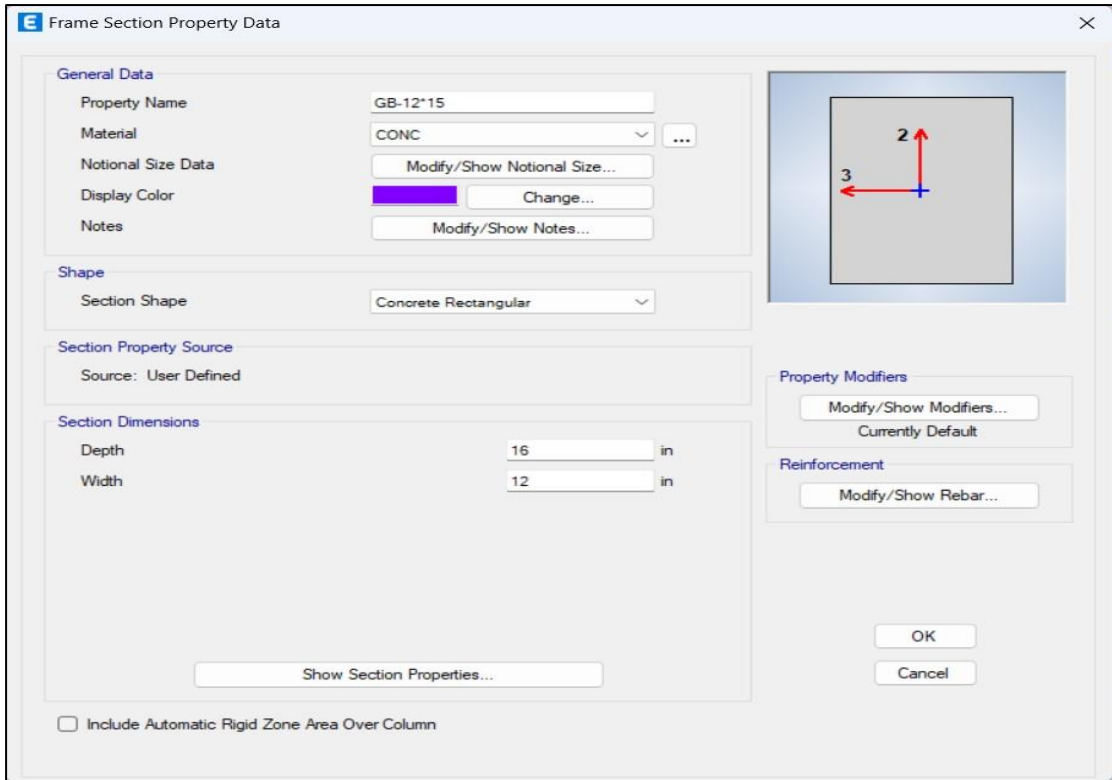 E Frame Section Property Data
General Data
Property Name GB-12*15
Material CONC ...
Notional Size Data Modify/Show Notional Size...
Display Color Change...
Notes Modify/Show Notes...
2
3
Shape
Section Shape Concrete Rectangular
Section Property Source
Source: User Defined
Property Modifiers
Modify/Show Modifiers...
Currently Default
Section Dimensions
Depth 16 in
Width 12 in
Reinforcement
Modify/Show Rebar...
Show Section Properties...
OK
Cancel
Include Automatic Rigid Zone Area Over Column